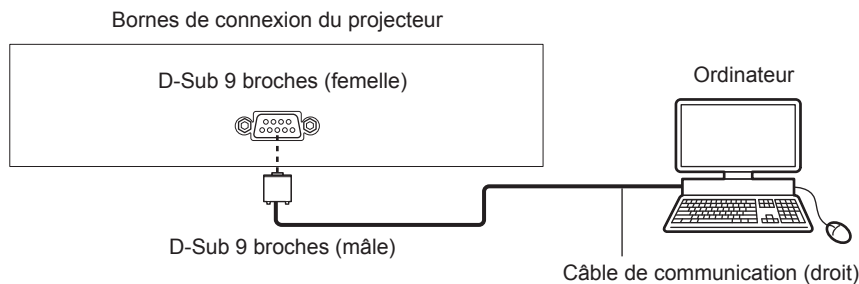 Bornes de connexion du projecteur
D-Sub 9 broches (femelle)
Ordinateur
D-Sub 9 broches (mâle)
Câble de communication (droit)